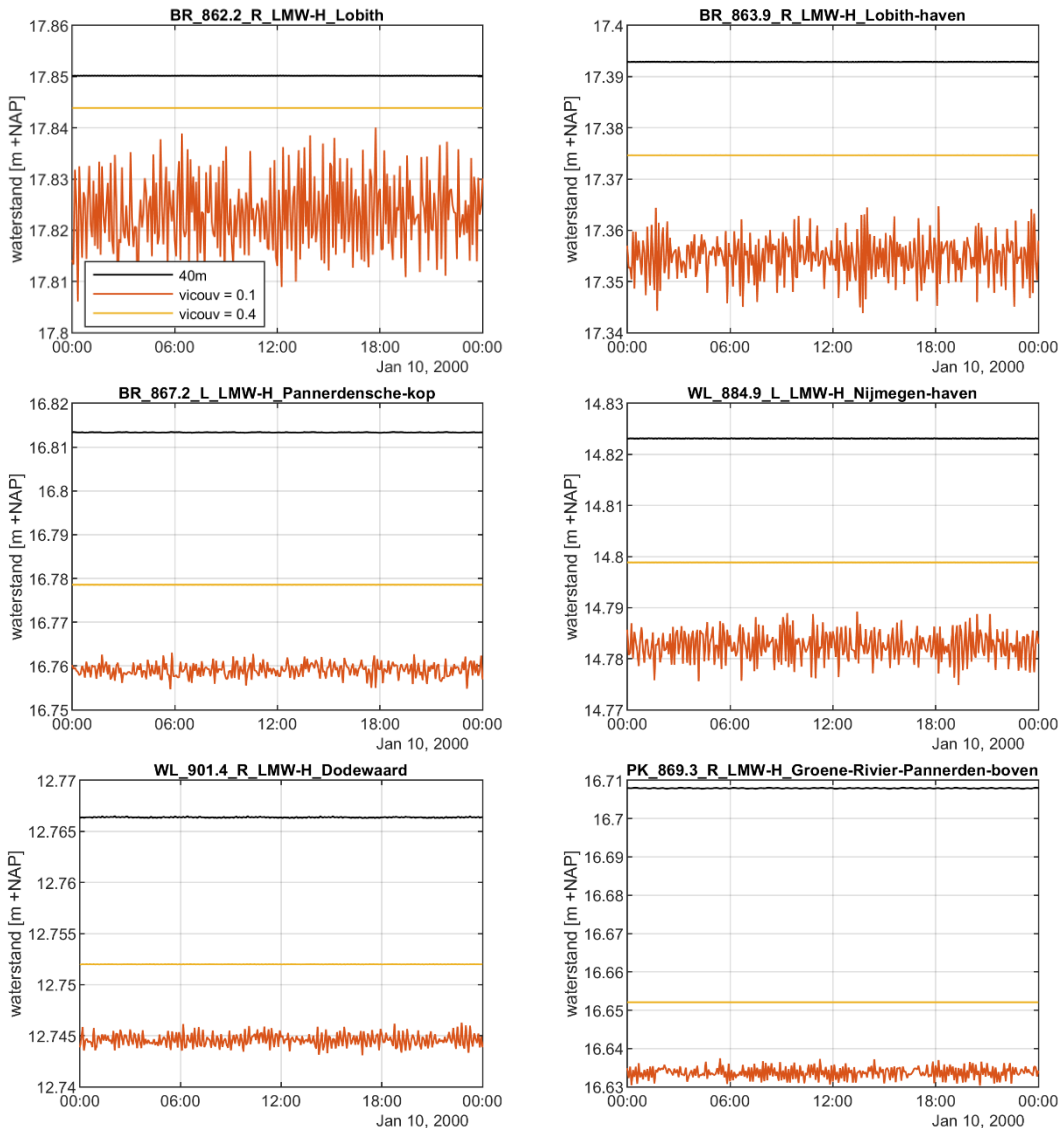 BR_862.2_R_LMW-H_Lobith
waterstand [m +NAP]
17.86
17.85
17.84
17.83
17.82
17.81
17.8
40m
vicouv = 0.1
vicouv = 0.4
00:00 06:00 12:00 18:00 00:00
Jan 10, 2000
BR_863.9_R_LMW-H_Lobith-haven
waterstand [m +NAP]
17.4
17.39
17.38
17.37
17.36
17.35
17.34
00:00 06:00 12:00 18:00 00:00
Jan 10, 2000
BR_867.2_L_LMW-H_Pannerdensche-kop
waterstand [m +NAP]
16.82
16.81
16.8
16.79
16.78
16.77
16.76
16.75
00:00 06:00 12:00 18:00 00:00
Jan 10, 2000
WL_884.9_L_LMW-H_Nijmegen-haven
waterstand [m +NAP]
14.83
14.82
14.81
14.8
14.79
14.78
14.77
00:00 06:00 12:00 18:00 00:00
Jan 10, 2000
WL_901.4_R_LMW-H_Dodewaard
waterstand [m +NAP]
12.77
12.765
12.76
12.755
12.75
12.745
12.74
00:00 06:00 12:00 18:00 00:00
Jan 10, 2000
PK_869.3_R_LMW-H_Groene-Rivier-Pannerden-boven
waterstand [m +NAP]
16.71
16.7
16.69
16.68
16.67
16.66
16.65
16.64
16.63
00:00 06:00 12:00 18:00 00:00
Jan 10, 2000